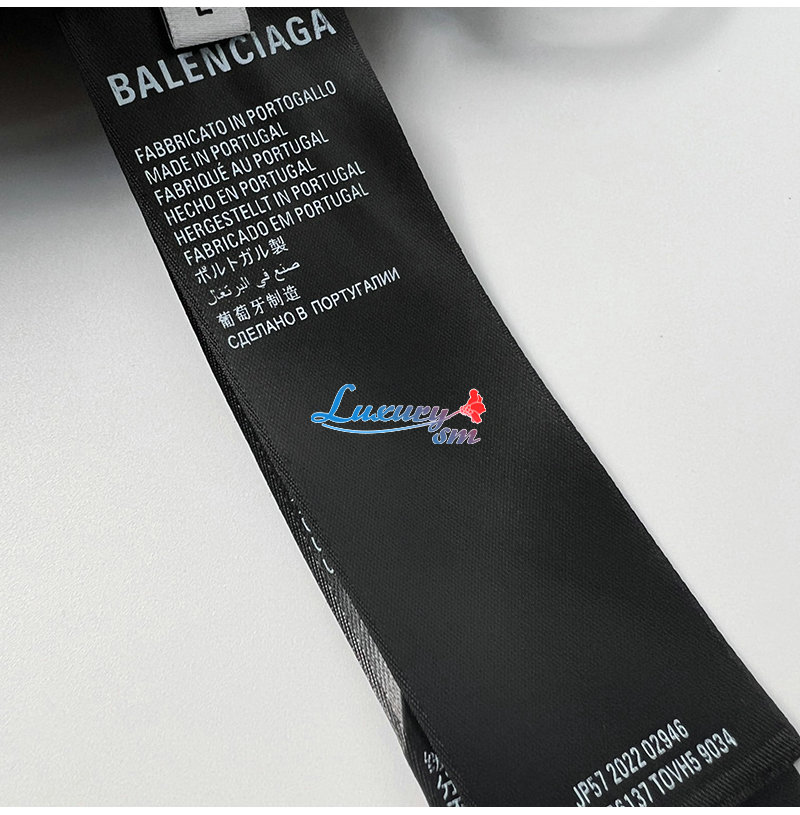 L
BALENCIAGA
FABBRICATO IN PORTOGALLO
MADE IN PORTUGAL
FABRIQUÉ AU PORTUGAL
HECHO EN PORTUGAL
HERGESTELLT IN PORTUGAL
FABRICADO EM PORTUGAL
ポルトガル製
صنع في البرتغال
葡萄牙制造
СДЕЛАНО В ПОРТУГАЛИИ
Luxury
sm
JP57 2022 02946
TOVH5 9034